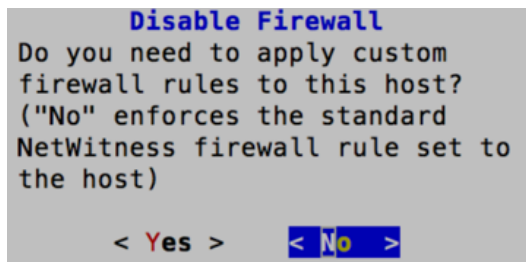 Disable Firewall
Do you need to apply custom
firewall rules to this host?
("No" enforces the standard
NetWitness firewall rule set to
the host)
< Yes > < No >